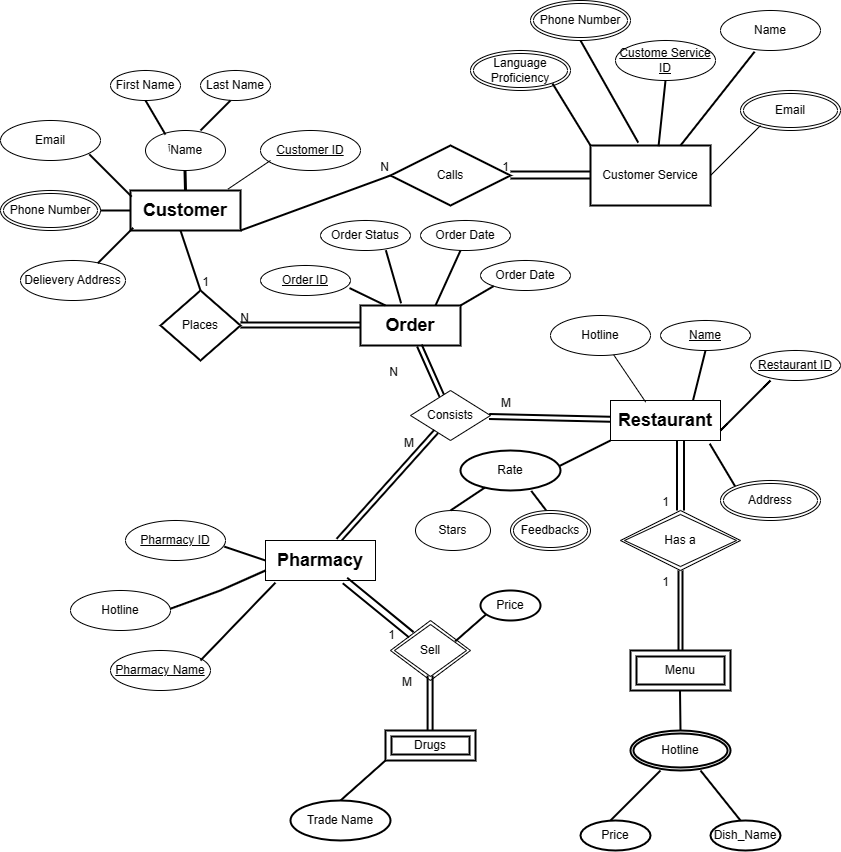 Phone Number
Name
Custome Service
ID
Language
Proficiency
First Name
Last Name
Email
Email
Name
Customer ID
N
1
Calls
Customer Service
Phone Number
Customer
Order Status
Order Date
Delievery Address
Order ID
Order Date
1
Places
N
Order
Hotline
Name
Restaurant ID
N
Consists
M
Restaurant
M
Rate
Address
1
Stars
Feedbacks
Pharmacy ID
Has a
Pharmacy
1
Hotline
Price
1
Sell
Pharmacy Name
Menu
M
Drugs
Hotline
Trade Name
Price
Dish_Name